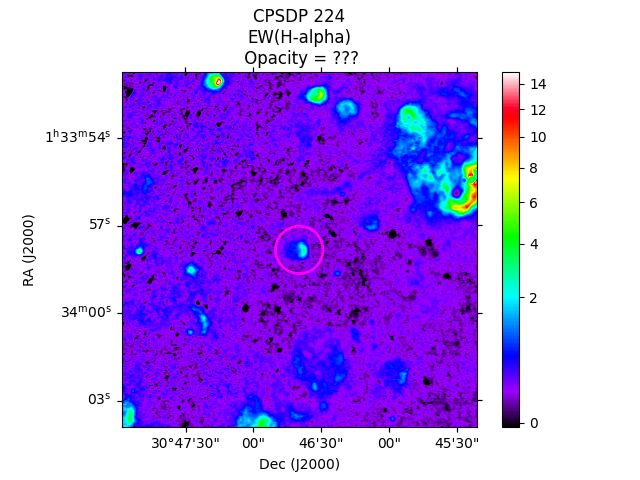 CPSDP 224
EW(H-alpha)
Opacity = ???
RA (J2000)
1ʰ33ᵐ54ˢ
57ˢ
34ᵐ00ˢ
03ˢ
30°47'30"
00"
46'30"
00"
45'30"
Dec (J2000)
14
12
10
8
6
4
2
0